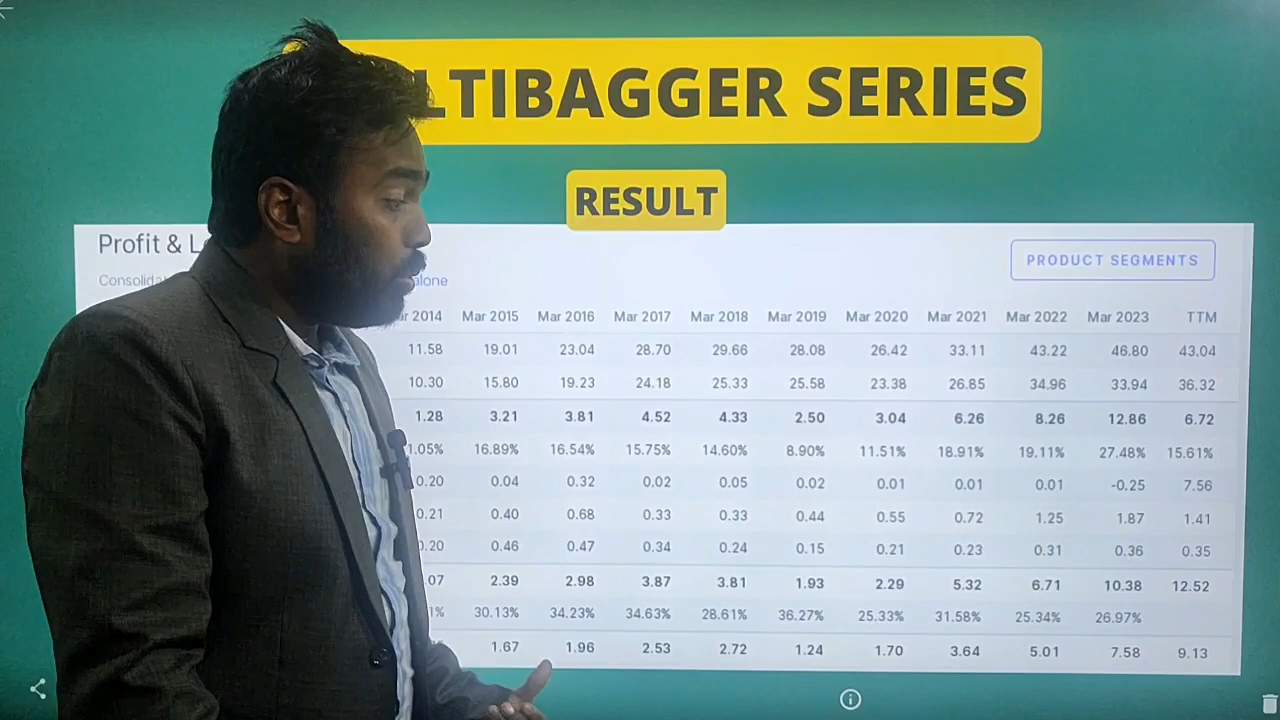 LTIBAGGER SERIES
RESULT
Profit & L
PRODUCT SEGMENTS
Consolida alone
2014 Mar 2015 Mar 2016 Mar 2017 Mar 2018 Mar 2019 Mar 2020 Mar 2021 Mar 2022 Mar 2023 TTM
11.58 19.01 23.04 28.70 29.66 28.08 26.42 33.11 43.22 46.80 43.04
10.30 15.80 19.23 24.18 25.33 25.58 23.38 26.85 34.96 33.94 36.32
1.28 3.21 3.81 4.52 4.33 2.50 3.04 6.26 8.26 12.86 6.72
1.05% 16.89% 16.54% 15.75% 14.60% 8.90% 11.51% 18.91% 19.11% 27.48% 15.61%
0.20 0.04 0.32 0.02 0.05 0.02 0.01 0.01 0.01 -0.25 7.56
0.21 0.40 0.68 0.33 0.33 0.44 0.55 0.72 1.25 1.87 1.41
0.20 0.46 0.47 0.34 0.24 0.15 0.21 0.23 0.31 0.36 0.35
07 2.39 2.98 3.87 3.81 1.93 2.29 5.32 6.71 10.38 12.52
1% 30.13% 34.23% 34.63% 28.61% 36.27% 25.33% 31.58% 25.34% 26.97%
1.67 1.96 2.53 2.72 1.24 1.70 3.64 5.01 7.58 9.13